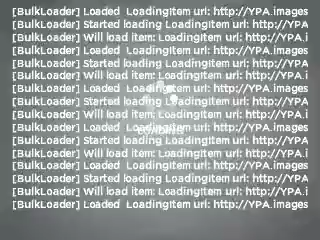 [BulkLoader] Loaded LoadingItem url: http://YPA.images
[BulkLoader] Started loading LoadingItem url: http://YPA
[BulkLoader] Will load item: LoadingItem url: http://YPA.i
[BulkLoader] Loaded LoadingItem url: http://YPA.images
[BulkLoader] Started loading LoadingItem url: http://YPA
[BulkLoader] Will load item: LoadingItem url: http://YPA.i
[BulkLoader] Loaded LoadingItem url: http://YPA.images
[BulkLoader] Started loading LoadingItem url: http://YPA
[BulkLoader] Will load item: LoadingItem url: http://YPA.i
[BulkLoader] Loaded LoadingItem url: http://YPA.images
[BulkLoader] Started loading LoadingItem url: http://YPA
[BulkLoader] Will load item: LoadingItem url: http://YPA.i
[BulkLoader] Loaded LoadingItem url: http://YPA.images
[BulkLoader] Started loading LoadingItem url: http://YPA
[BulkLoader] Will load item: LoadingItem url: http://YPA.i
[BulkLoader] Loaded LoadingItem url: http://YPA.images